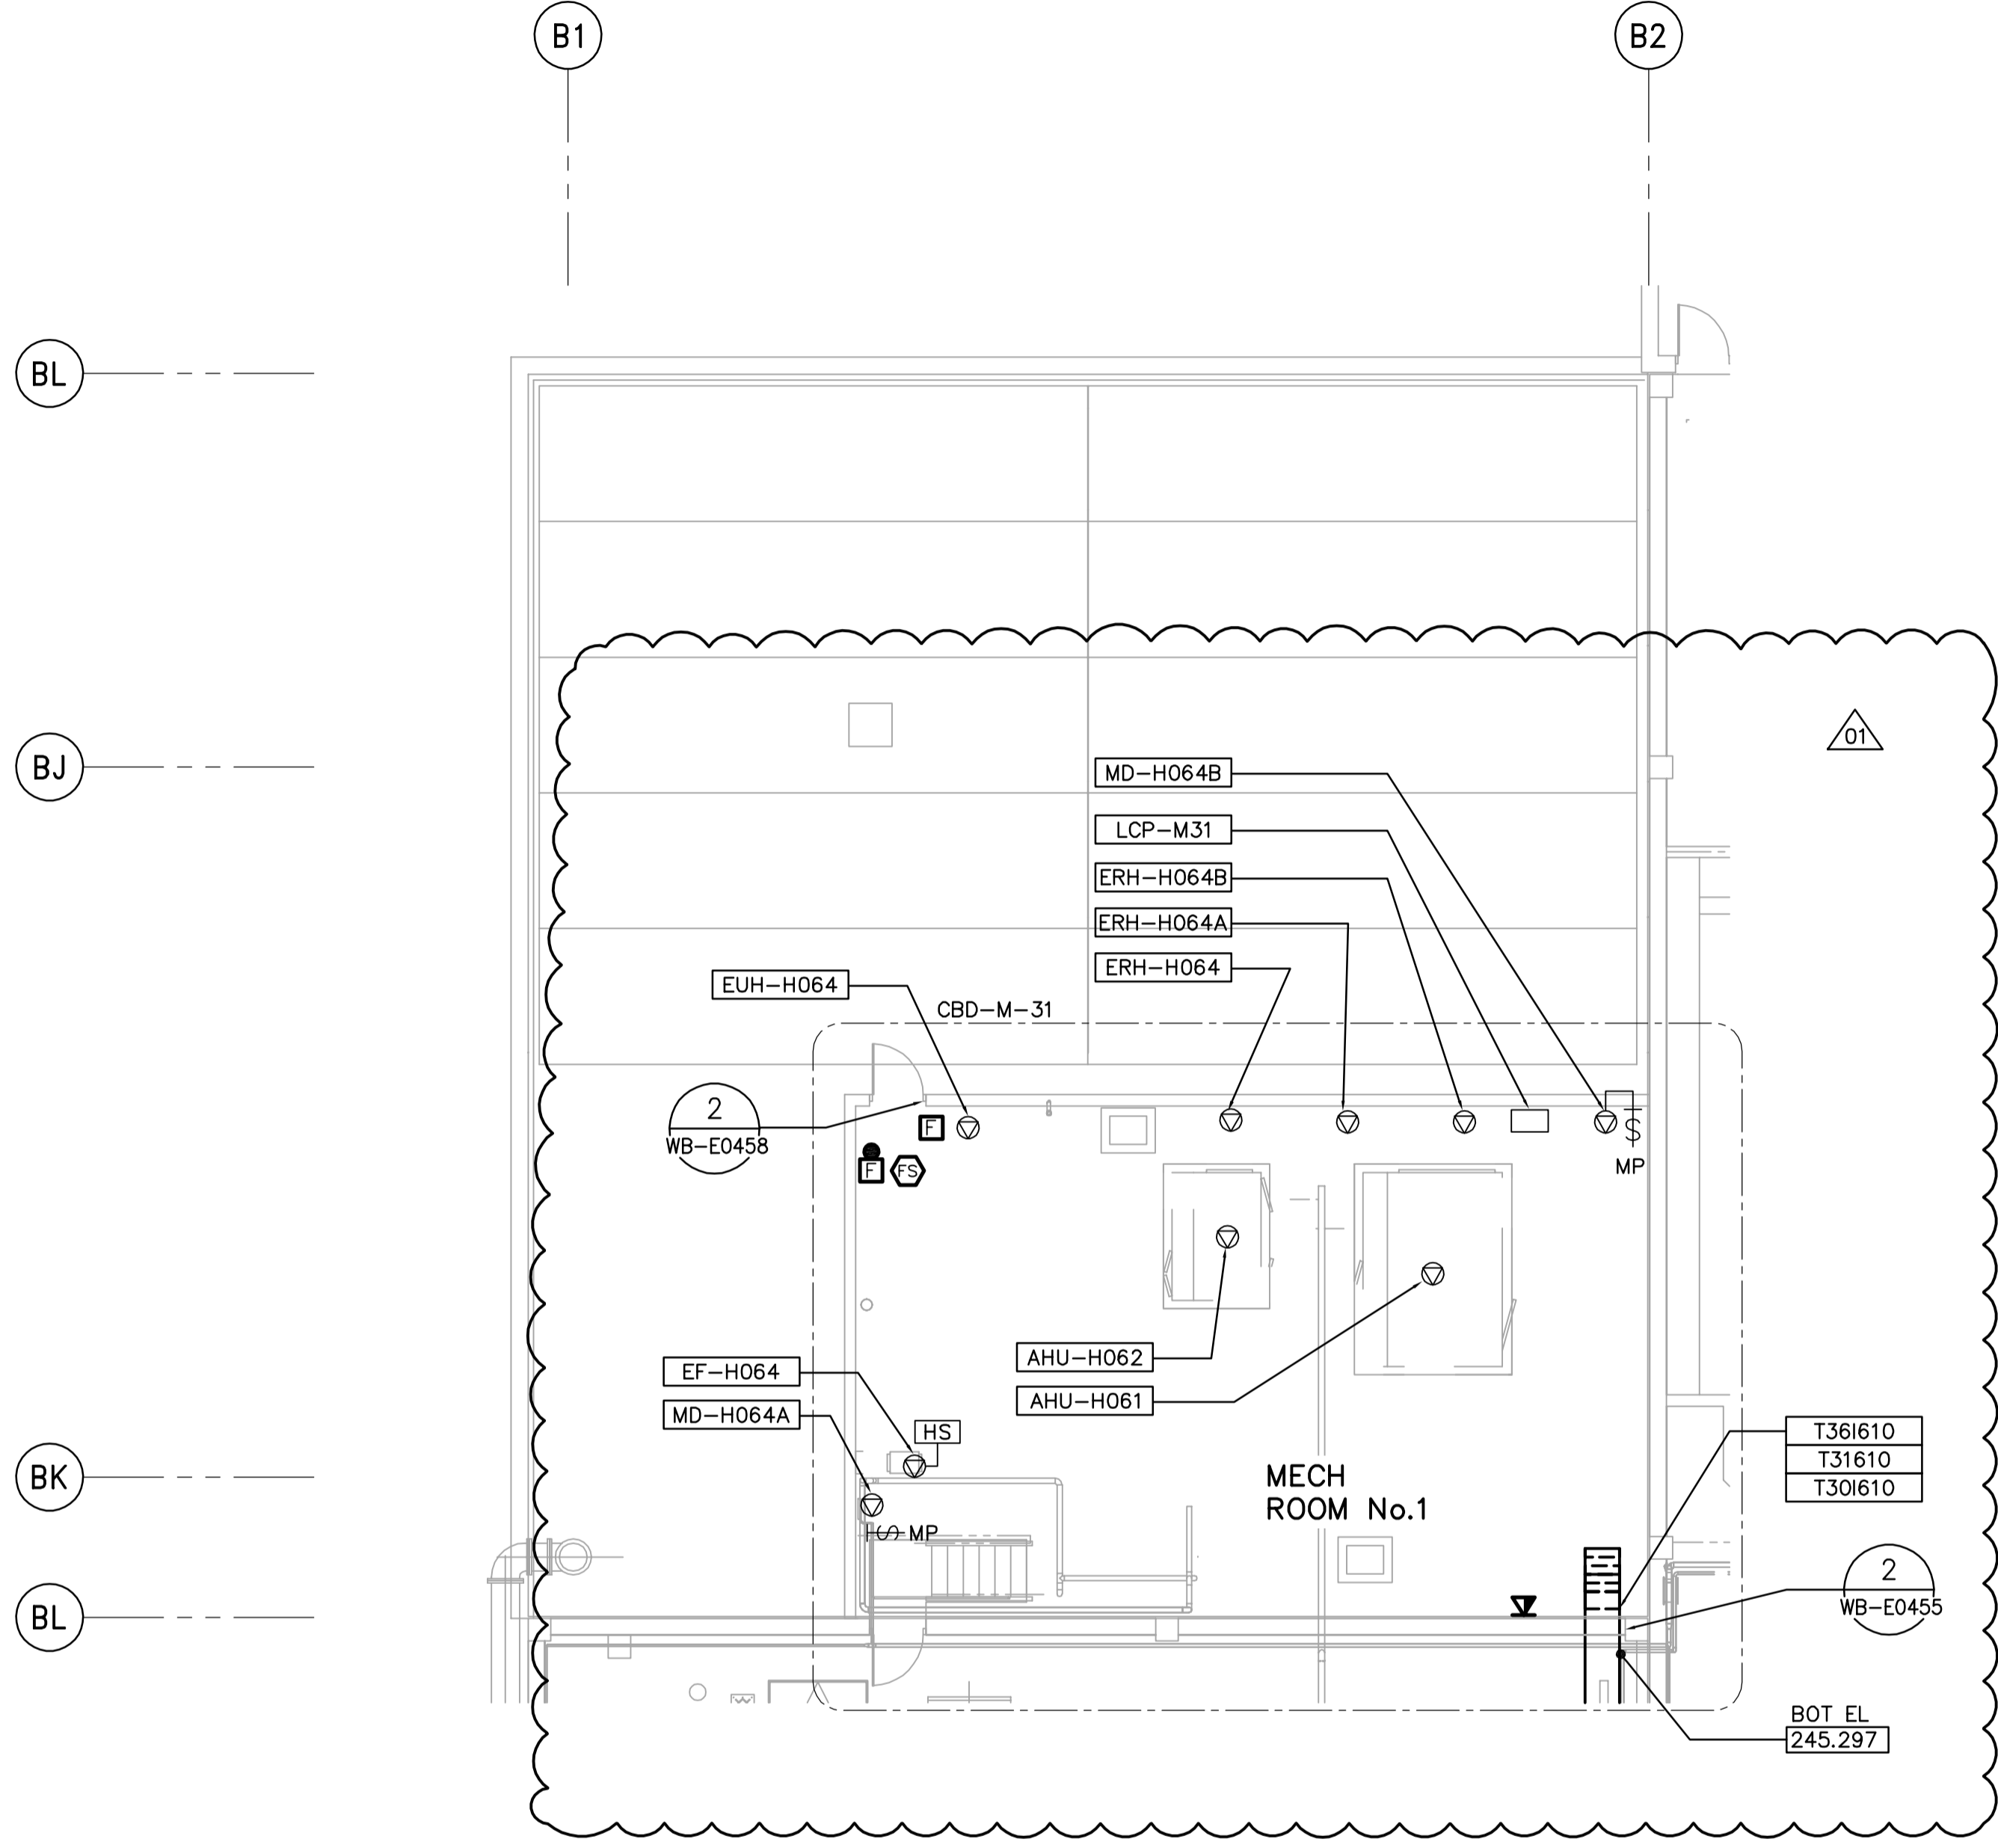 B1
B2
BL
BJ
01
MD-H064B
LCP-M31
ERH-H064B
ERH-H064A
ERH-H064
EUH-H064
CBD-M-31
2
WB-E0458
F
F
FS
S
MP
AHU-H062
AHU-H061
EF-H064
MD-H064A
HS
S MP
MECH
ROOM No.1
BK
T36I610
T31610
T30I610
BL
2
WB-E0455
BOT EL
245.297